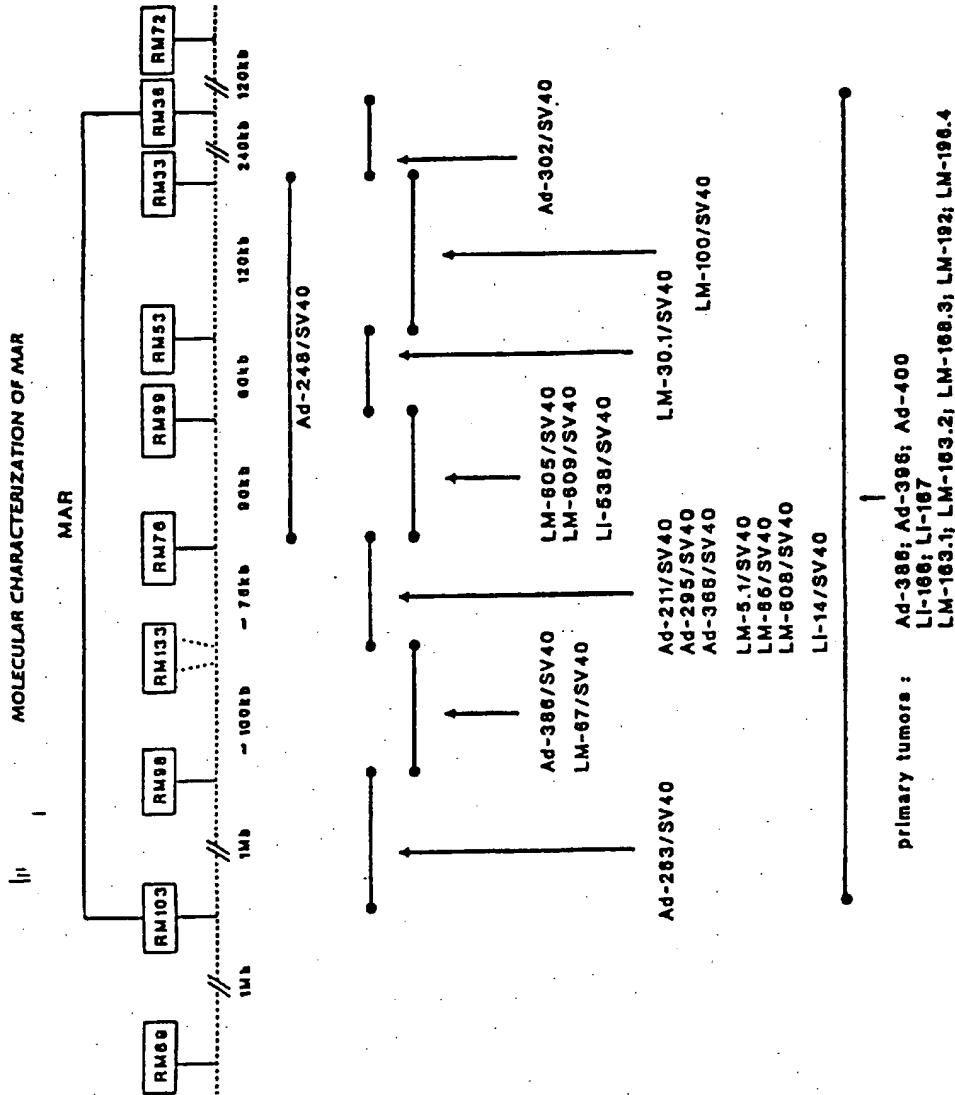 MOLECULAR CHARACTERIZATION OF MAR
MAR
RM69
RM103
RM98
RM133
RM76
RM99
RM53
RM33
RM36
RM72
1Mb
1Mb
~100kb
~75kb
90kb
60kb
120kb
240kb
120kb
Ad-248/SV40
Ad-263/SV40
Ad-386/SV40
LM-67/SV40
Ad-211/SV40
Ad-295/SV40
Ad-366/SV40
LM-5.1/SV40
LM-65/SV40
LM-608/SV40
LI-14/SV40
LM-605/SV40
LM-609/SV40
LI-538/SV40
LM-30.1/SV40
LM-100/SV40
Ad-302/SV40
primary tumors :
Ad-386; Ad-396; Ad-400
LI-166; LI-167
LM-163.1; LM-163.2; LM-168.3; LM-192; LM-196.4